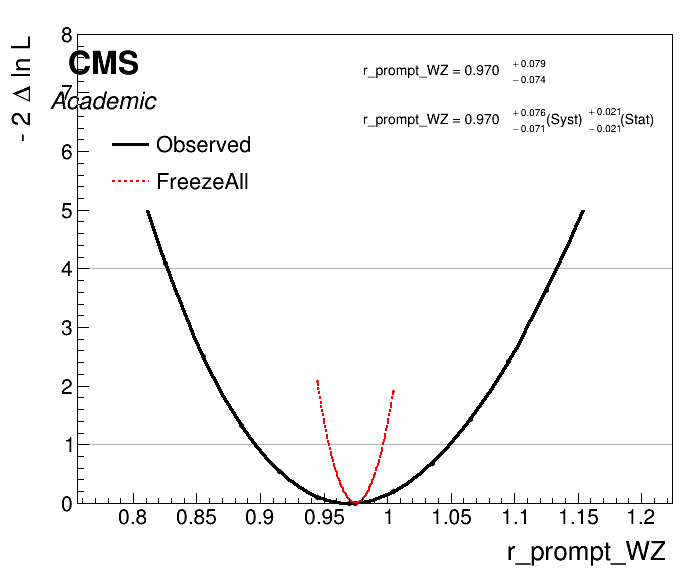 CMS
Academic
r_prompt_WZ = 0.970 +0.079 −0.074
r_prompt_WZ = 0.970 +0.076 −0.071 (Syst) +0.021 −0.021 (Stat)
Observed
FreezeAll
- 2 Δ ln L
8
7
6
5
4
3
2
1
0
0.8 0.85 0.9 0.95 1 1.05 1.1 1.15 1.2
r_prompt_WZ